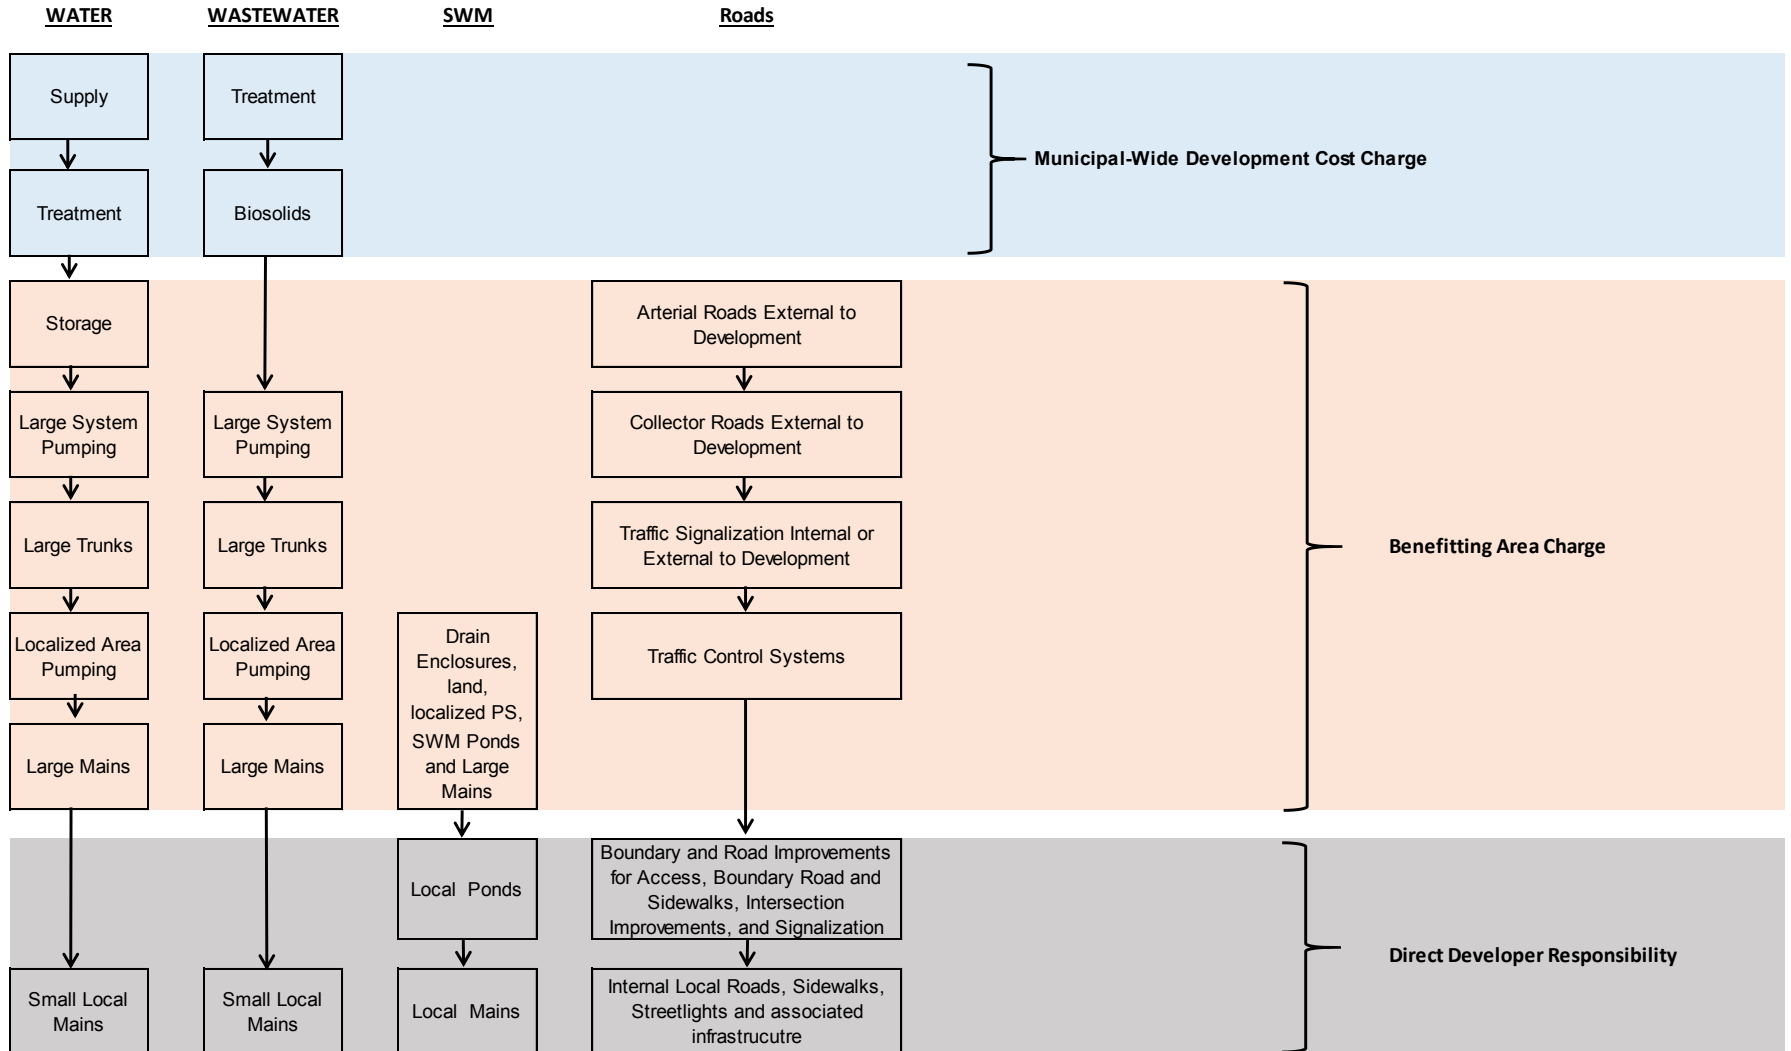 WATER
WASTEWATER
SWM
Roads
Supply
Treatment
Municipal-Wide Development Cost Charge
Treatment
Biosolids
Storage
Arterial Roads External to
Development
Large System
Pumping
Large System
Pumping
Collector Roads External to
Development
Large Trunks
Large Trunks
Traffic Signalization Internal or
External to Development
Benefitting Area Charge
Localized Area
Pumping
Localized Area
Pumping
Drain
Enclosures,
land,
localized PS,
SWM Ponds
and Large
Mains
Traffic Control Systems
Large Mains
Large Mains
Local Ponds
Boundary and Road Improvements
for Access, Boundary Road and
Sidewalks, Intersection
Improvements, and Signalization
Direct Developer Responsibility
Small Local
Mains
Small Local
Mains
Local Mains
Internal Local Roads, Sidewalks,
Streetlights and associated
infrastrucutre